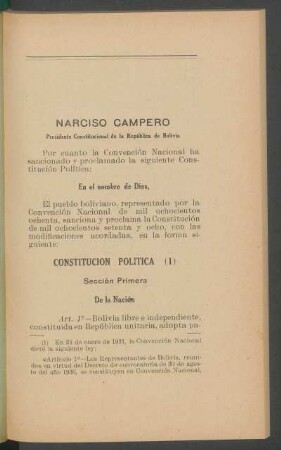 NARCISO CAMPERO
Presidente Constitucional de la República de Bolivia
Por cuanto la Convención Nacional ha
sancionado y proclamado la siguiente Cons-
titución Política:
En el nombre de Dios,
El pueblo boliviano, representado por la
Convención Nacional de mil ochocientos
ochenta, sanciona y proclama la Constitución
de mil ochocientos setenta y ocho, con las
modificaciones acordadas, en la forma si
guiente:
CONSTITUCION POLITICA (1)
Sección Primera
De la Nación
Art. 1º—Bolivia libre e independiente,
constituida en República unitaria, adopta pa-
(1) En 24 de enero de 1931, la Convención Nacional
dictó la siguiente ley:
«Artículo 1º—Los Representantes de Bolivia, reuni-
dos en virtud del Decreto de convocatoria de 30 de agos-
to del año 1930, se constituyen en Convención Nacional,